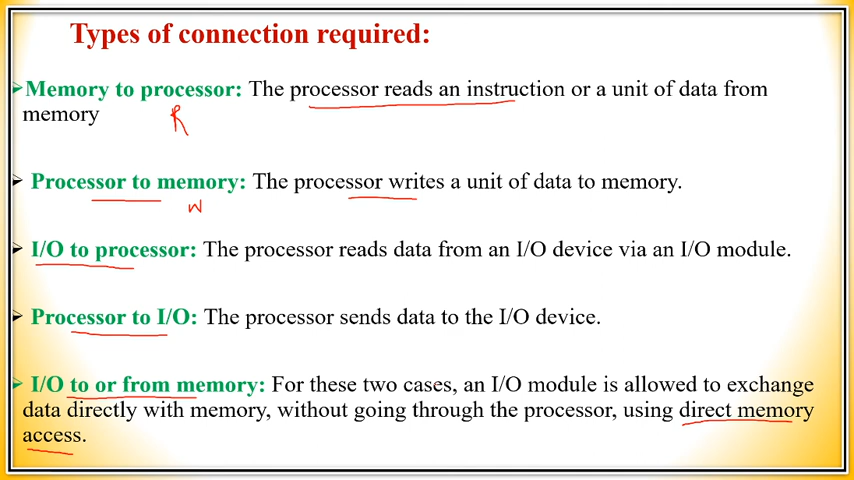 Types of connection required:
Memory to processor: The processor reads an instruction or a unit of data from
memory
R
Processor to memory: The processor writes a unit of data to memory.
W
I/O to processor: The processor reads data from an I/O device via an I/O module.
Processor to I/O: The processor sends data to the I/O device.
I/O to or from memory: For these two cases, an I/O module is allowed to exchange
data directly with memory, without going through the processor, using direct memory
access.